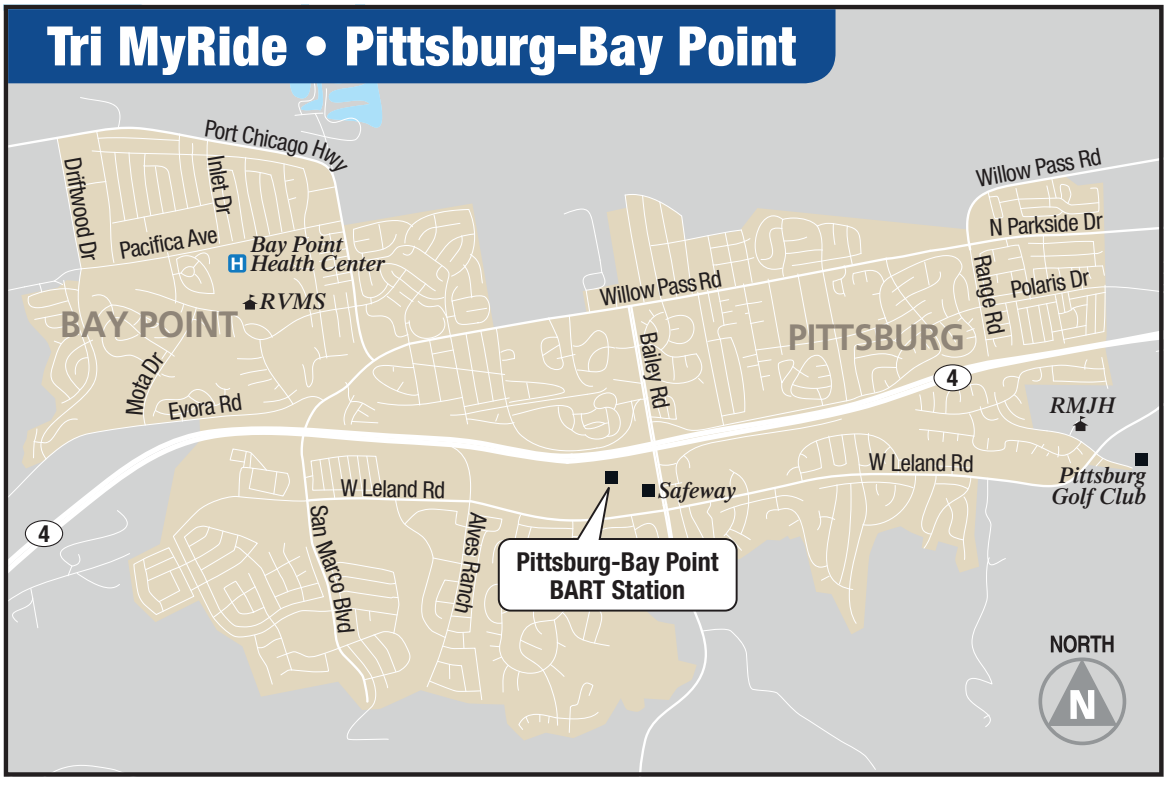 Tri MyRide • Pittsburg-Bay Point
Port Chicago Hwy
Driftwood Dr
Inlet Dr
Pacifica Ave
Bay Point
H Health Center
RVMS
BAY POINT
Mota Dr
Evora Rd
Willow Pass Rd
N Parkside Dr
Range Rd
Polaris Dr
Willow Pass Rd
Bailey Rd
PITTSBURG
4
RMJH
W Leland Rd
Pittsburg
Golf Club
W Leland Rd
Safeway
4
San Marco Blvd
Alves Ranch
Pittsburg-Bay Point
BART Station
NORTH
N